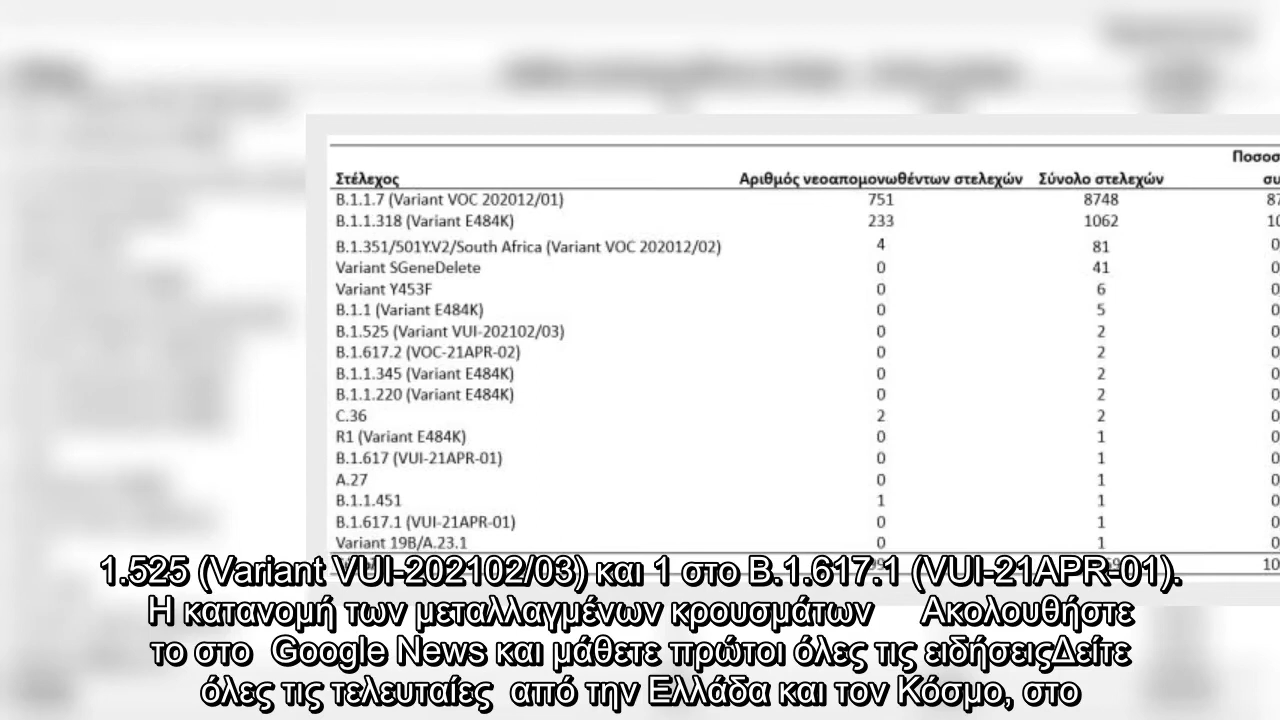 Ποσοσ
Στέλεχος Αριθμός νεοαπομονωθέντων στελεχών Σύνολο στελεχών συ
B.1.1.7 (Variant VOC 202012/01) 751 8748 87
B.1.1.318 (Variant E484K) 233 1062 10
B.1.351/501Y.V2/South Africa (Variant VOC 202012/02) 4 81 0
Variant SGeneDelete 0 41 0
Variant Y453F 0 6 0
B.1.1 (Variant E484K) 0 5 0
B.1.525 (Variant VUI-202102/03) 0 2 0
B.1.617.2 (VOC-21APR-02) 0 2 0
B.1.1.345 (Variant E484K) 0 2 0
B.1.1.220 (Variant E484K) 0 2 0
C.36 2 2 0
R1 (Variant E484K) 0 1 0
B.1.617 (VUI-21APR-01) 0 1 0
A.27 0 1 0
B.1.1.451 1 1 0
B.1.617.1 (VUI-21APR-01) 0 1 0
Variant 19B/A.23.1 0 1 0
10
1.525 (Variant VUI-202102/03) και 1 στο B.1.617.1 (VUI-21APR-01).
Η κατανομή των μεταλλαγμένων κρουσμάτων Ακολουθήστε
το στο Google News και μάθετε πρώτοι όλες τις ειδήσειςΔείτε
όλες τις τελευταίες από την Ελλάδα και τον Κόσμο, στο